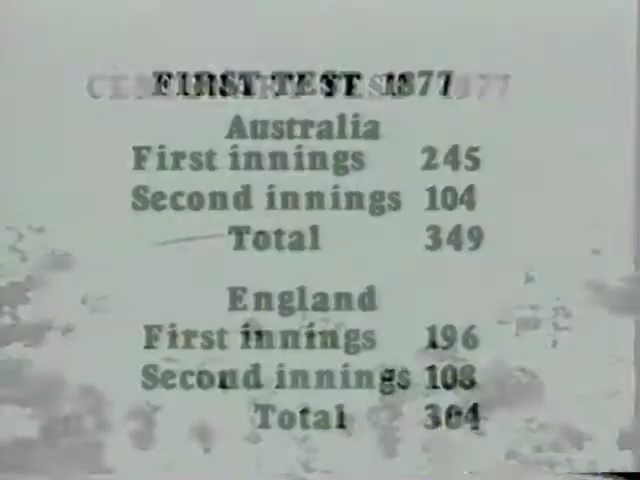 FIRST TEST 1877
Australia
First innings 245
Second innings 104
Total 349
England
First innings 196
Second innings 108
Total 304